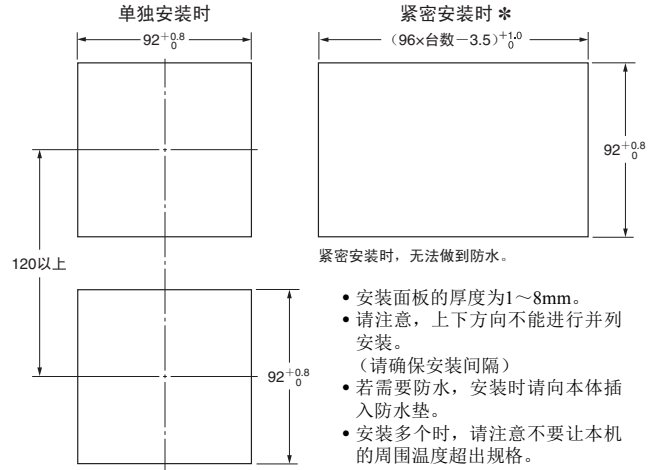 单独安装时
92+0.8 0
120以上
92+0.8 0
紧密安装时 ✽
（96×台数－3.5）+1.0 0
92+0.8 0
紧密安装时，无法做到防水。
• 安装面板的厚度为1～8mm。
• 请注意，上下方向不能进行并列
安装。
（请确保安装间隔）
• 若需要防水，安装时请向本体插
入防水垫。
• 安装多个时，请注意不要让本机
的周围温度超出规格。